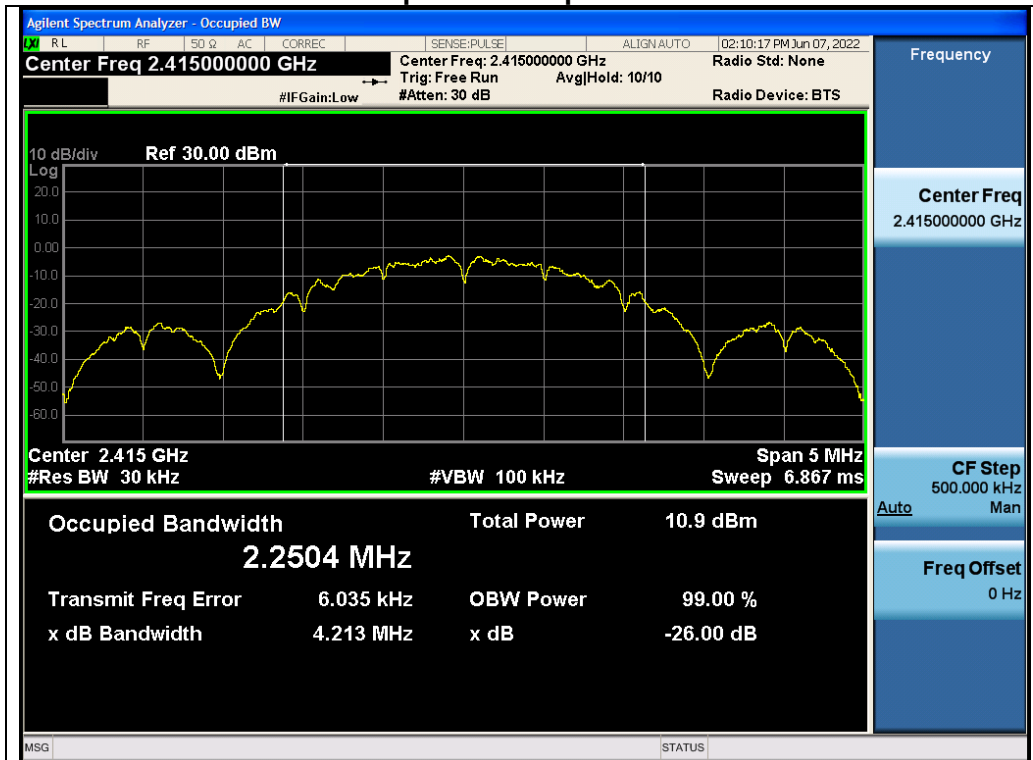 Agilent Spectrum Analyzer - Occupied BW
LXI RL RF 50 Ω AC CORREC SENSE:PULSE ALIGN AUTO 02:10:17 PM Jun 07, 2022
Center Freq 2.415000000 GHz
Center Freq: 2.415000000 GHz Radio Std: None
Trig: Free Run Avg|Hold: 10/10
#IFGain:Low #Atten: 30 dB Radio Device: BTS
10 dB/div Ref 30.00 dBm
Log
20.0
10.0
0.00
-10.0
-20.0
-30.0
-40.0
-50.0
-60.0
Center 2.415 GHz Span 5 MHz
#Res BW 30 kHz #VBW 100 kHz Sweep 6.867 ms
Occupied Bandwidth Total Power 10.9 dBm
2.2504 MHz
Transmit Freq Error 6.035 kHz OBW Power 99.00 %
x dB Bandwidth 4.213 MHz x dB -26.00 dB
Frequency
Center Freq
2.415000000 GHz
CF Step
500.000 kHz
Auto Man
Freq Offset
0 Hz
MSG STATUS